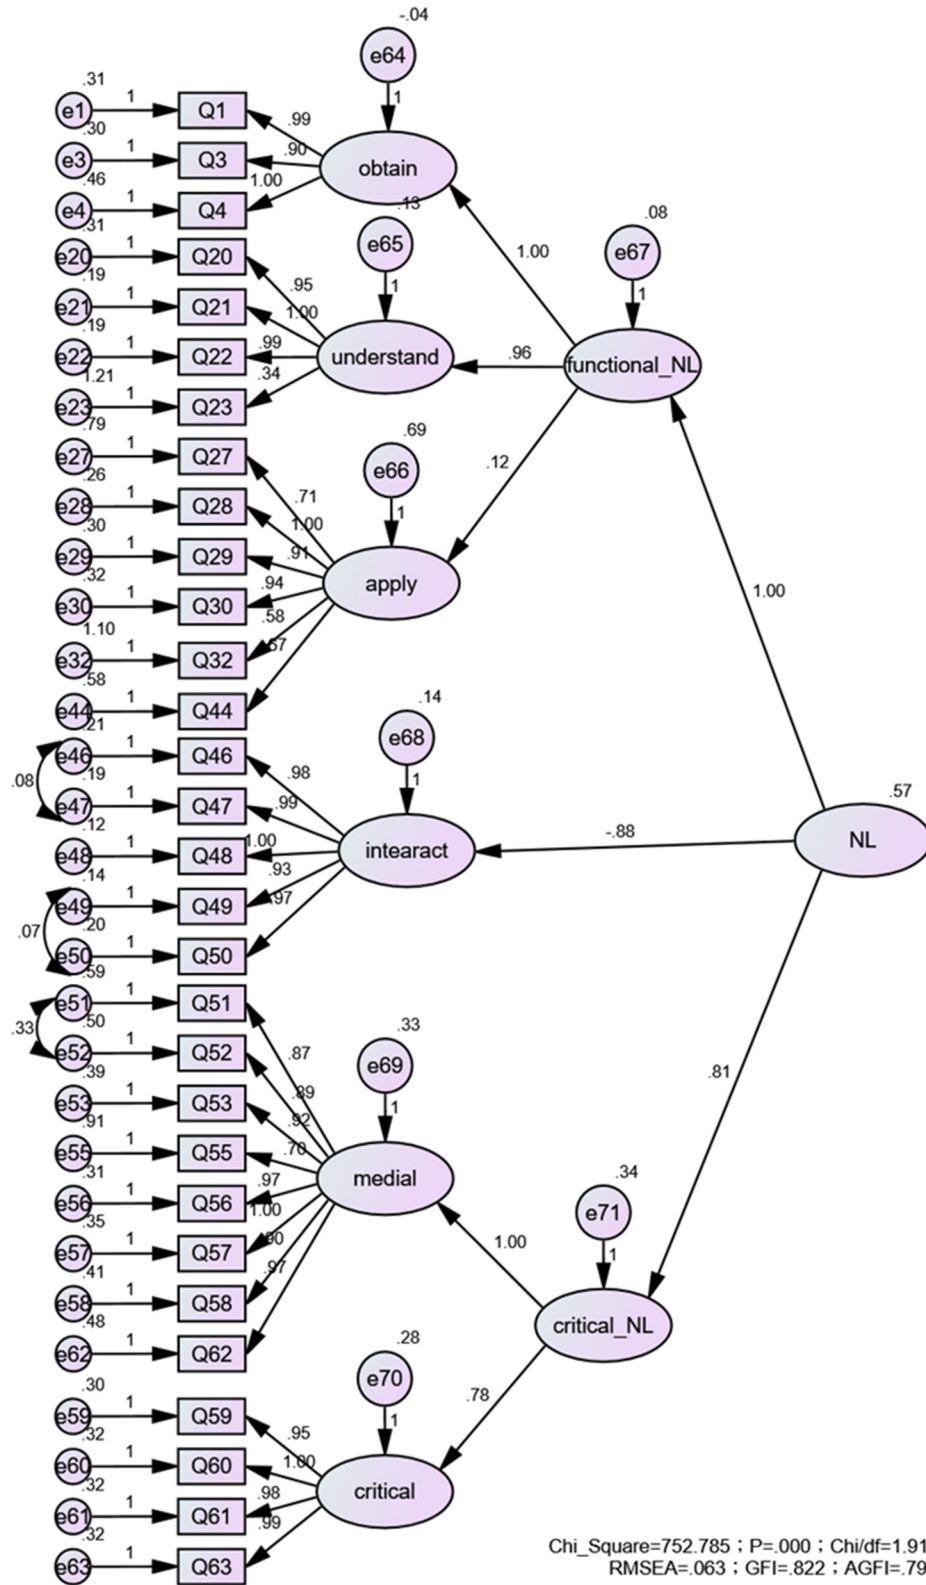 -.04
e64
1
.31
e1
1
Q1
.99
.30
e3
1
Q3
.90
obtain
.46
e4
1
Q4
1.00
.13
e65
1
.08
e67
1
.31
e20
1
Q20
.95
1.00
.19
e21
1
Q21
1.00
.19
e22
1
Q22
.99
understand
.96
functional_NL
1.21
e23
1
Q23
.34
.69
e66
1
.12
.79
e27
1
Q27
.71
.26
e28
1
Q28
1.00
.30
e29
1
Q29
.91
apply
.32
e30
1
Q30
.94
1.00
1.10
e32
1
Q32
.58
.58
e44
1
Q44
.57
.14
e68
1
.21
e46
1
Q46
.98
.08
.19
e47
1
Q47
.99
.57
NL
.12
e48
1
Q48
1.00
intearact
-.88
.14
e49
1
Q49
.93
.07
.20
e50
1
Q50
.97
.59
e51
1
Q51
.87
.33
e69
1
.33
.50
e52
1
Q52
.89
.81
.39
e53
1
Q53
.92
.91
e55
1
Q55
.70
medial
.31
e56
1
Q56
.97
.34
e71
1
.35
e57
1
Q57
1.00
1.00
.41
e58
1
Q58
.90
.48
e62
1
Q62
.97
critical_NL
.28
e70
1
.78
.30
e59
1
Q59
.95
.32
e60
1
Q60
1.00
critical
.32
e61
1
Q61
.98
.32
e63
1
Q63
.99
Chi_Square=752.785 ; P=.000 ; Chi/df=1.91
RMSEA=.063 ; GFI=.822 ; AGFI=.79